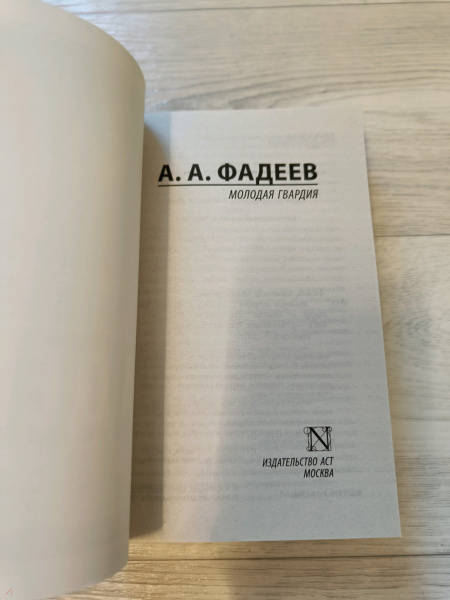 А. А. ФАДЕЕВ
МОЛОДАЯ ГВАРДИЯ
N
ИЗДАТЕЛЬСТВО АСТ
МОСКВА